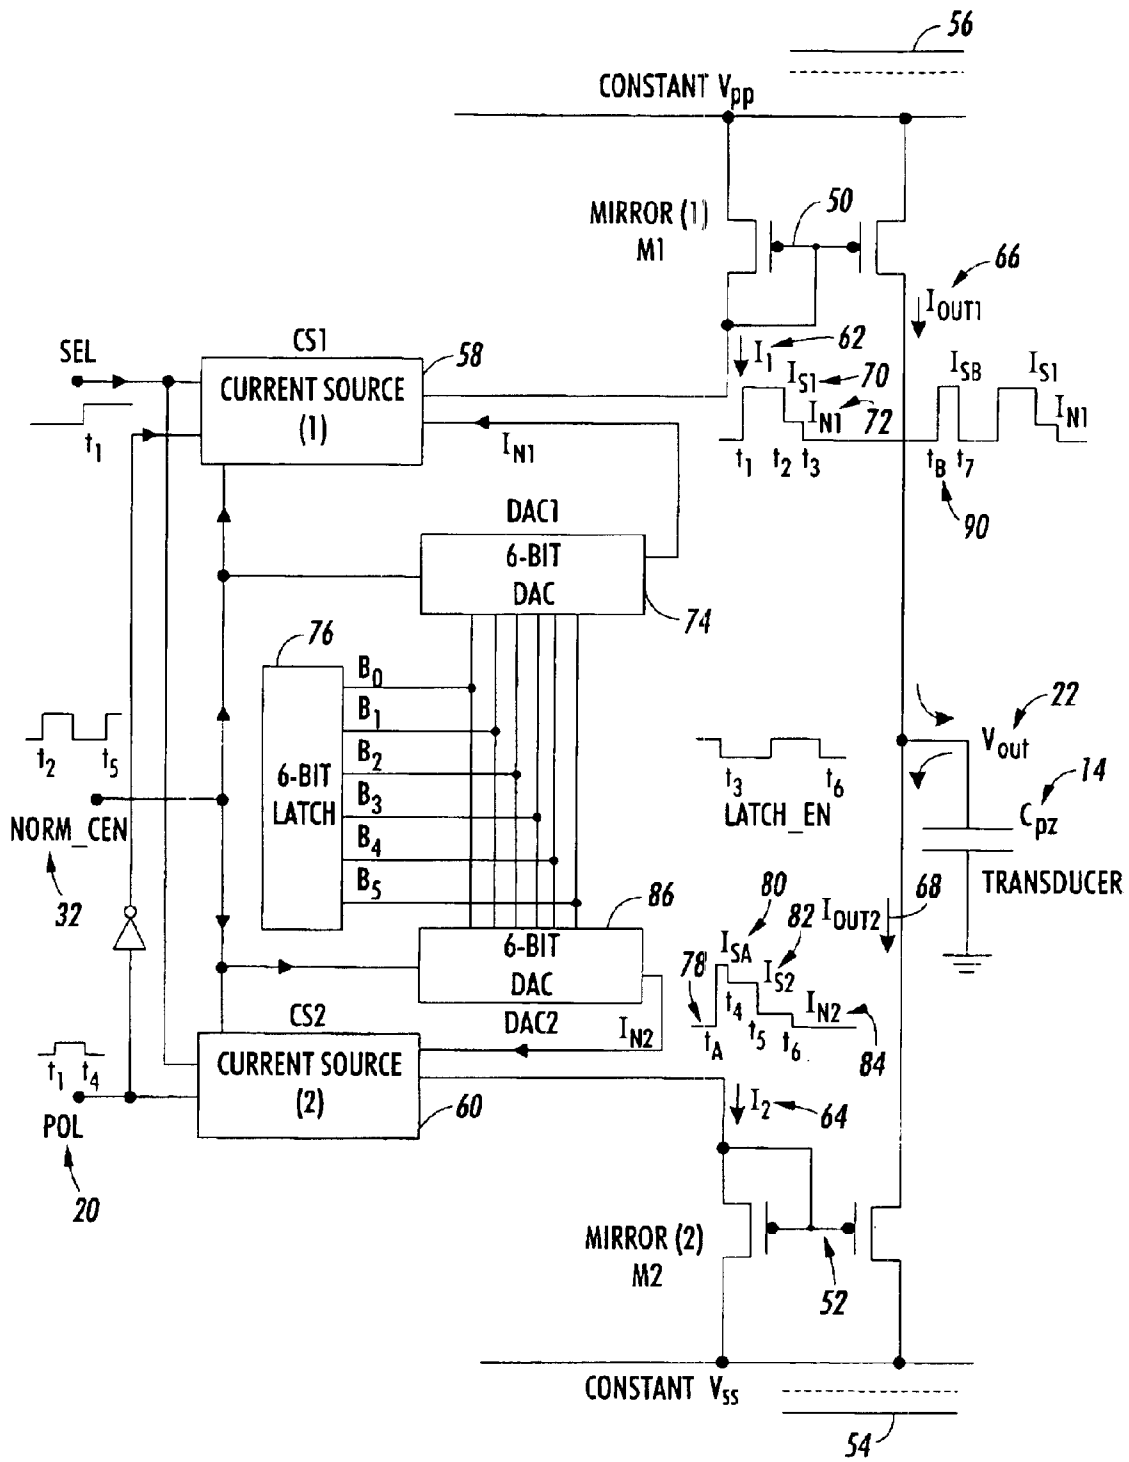 56
CONSTANT Vpp
MIRROR (1)
M1
50
66
IOUT1
CS1
SEL
58
I1
62
CURRENT SOURCE
(1)
IS1
70
IN1
72
ISB
IS1
IN1
t1
IN1
t1
t2
t3
tB
t7
90
DAC1
6-BIT
DAC
74
76
B0
B1
B2
B3
B4
B5
6-BIT
LATCH
t2
t5
NORM_CEN
32
22
Vout
t3
t6
LATCH_EN
14
Cpz
TRANSDUCER
86
80
ISA
82
IS2
IOUT2
68
6-BIT
DAC
DAC2
78
t4
tA
t5
t6
IN2
84
CS2
IN2
CURRENT SOURCE
(2)
60
t1
t4
POL
20
I2
64
MIRROR (2)
M2
52
CONSTANT Vss
54